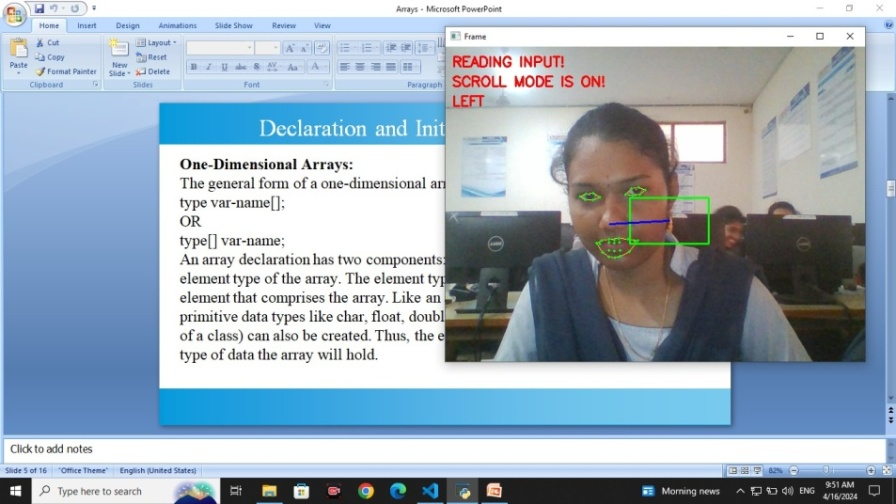 Arrays - Microsoft PowerPoint
Home Insert Design Animations Slide Show Review View
Paste
Cut
Copy
Format Painter
Clipboard
New
Slide
Layout
Reset
Delete
Slides
Font
Paragraph
Frame
READING INPUT!
SCROLL MODE IS ON!
LEFT
Declaration and Init
One-Dimensional Arrays:
The general form of a one-dimensional arr
type var-name[];
OR
type[] var-name;
An array declaration has two components:
element type of the array. The element typ
element that comprises the array. Like an
primitive data types like char, float, doubl
of a class) can also be created. Thus, the e
type of data the array will hold.
Click to add notes
Slide 5 of 16 "Office Theme" English (United States) 82%
Type here to search
Morning news
ENG
9:51 AM
4/16/2024